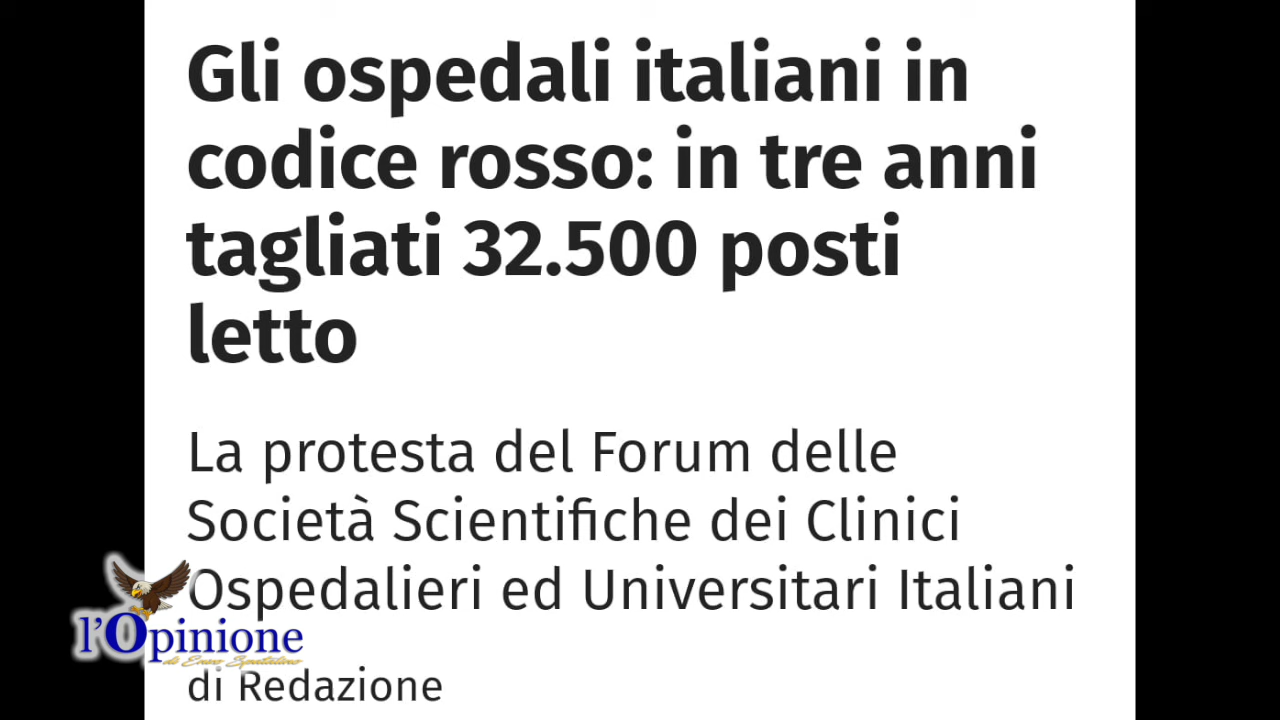 Gli ospedali italiani in
codice rosso: in tre anni
tagliati 32.500 posti
letto
La protesta del Forum delle
Società Scientifiche dei Clinici
Ospedalieri ed Universitari Italiani
l'Opinione
di Redazione